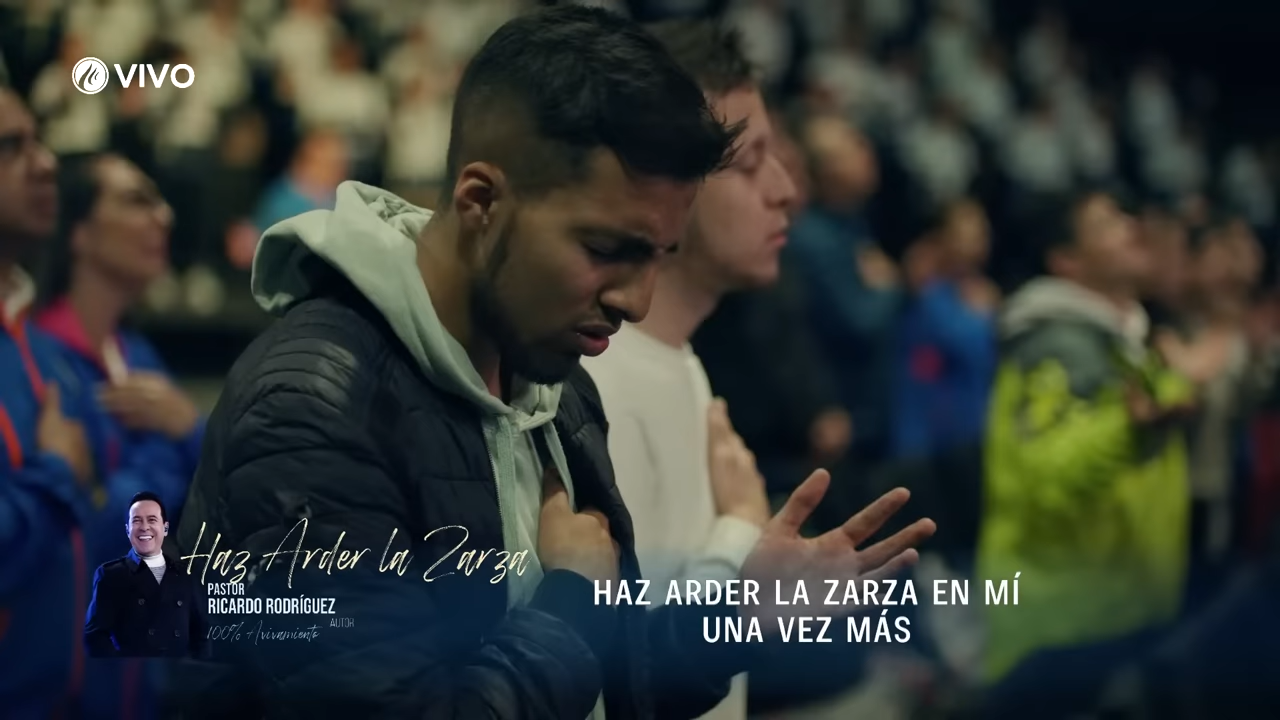 VIVO
Haz Arder la Zarza
PASTOR
RICARDO RODRÍGUEZ
AUTOR
100% Avivamiento
HAZ ARDER LA ZARZA EN MÍ
UNA VEZ MÁS